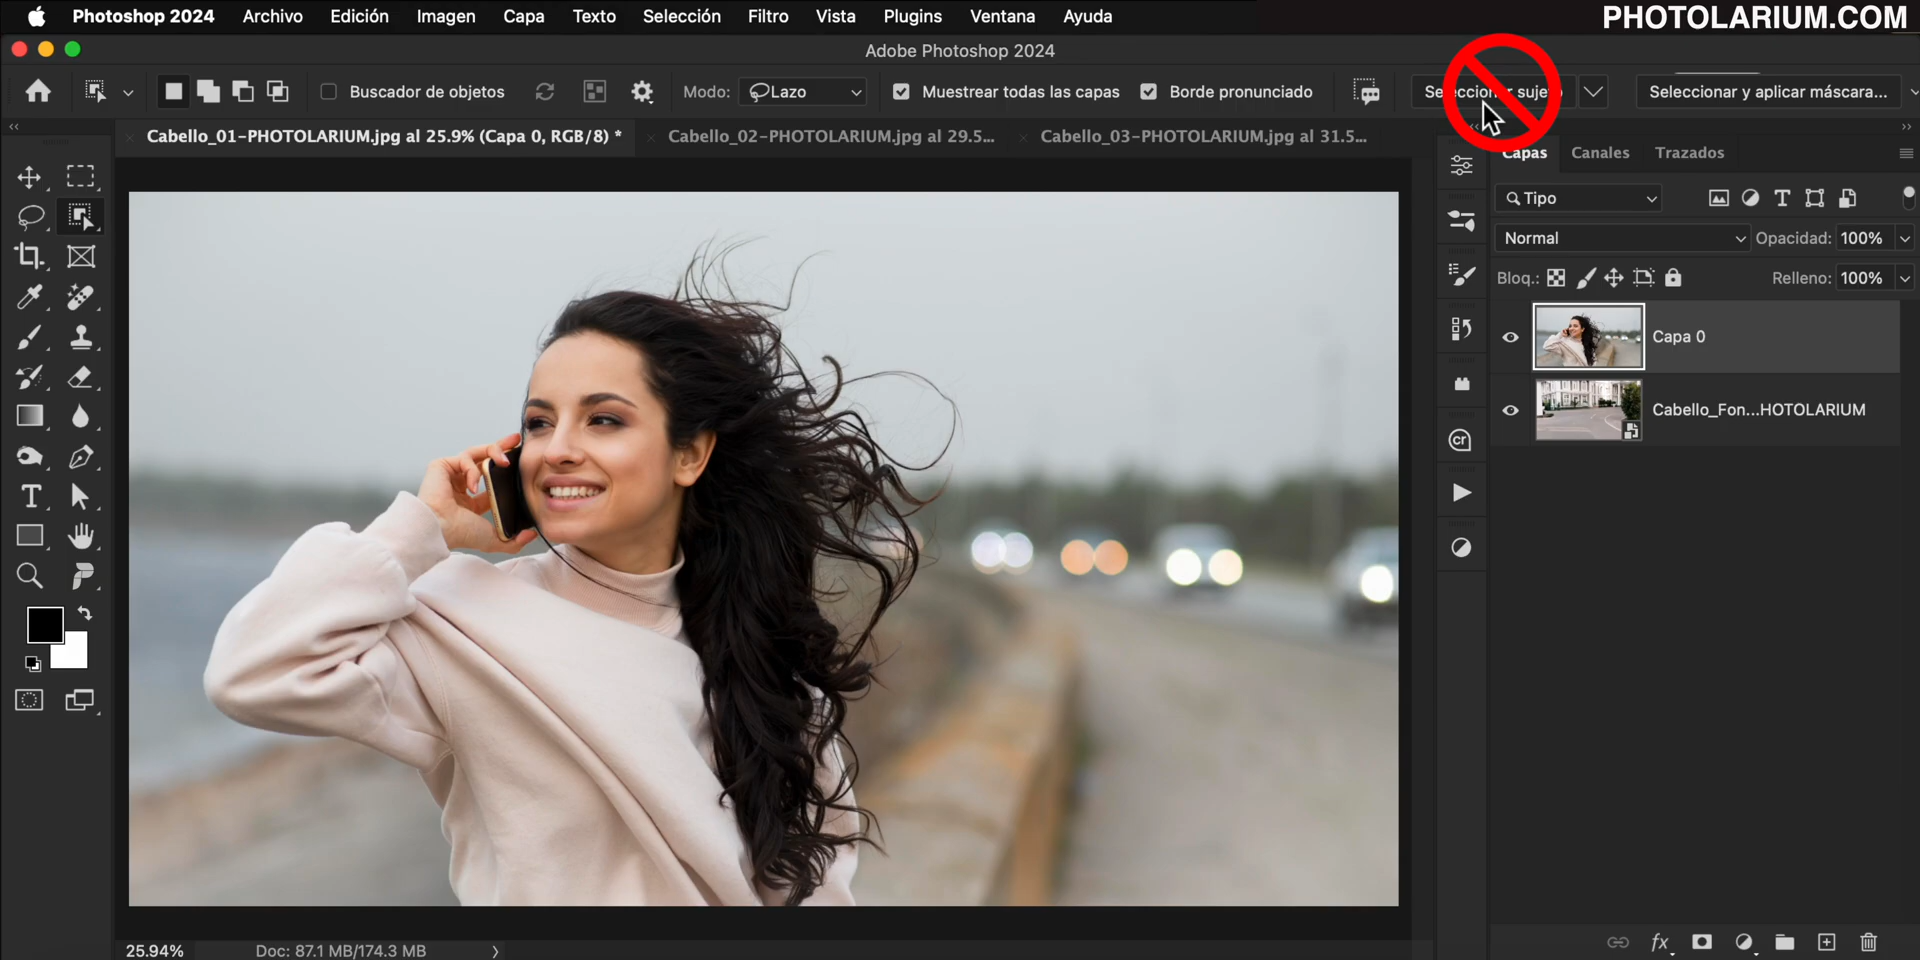 Photoshop 2024 Archivo Edición Imagen Capa Texto Selección Filtro Vista Plugins Ventana Ayuda PHOTOLARIUM.COM
Adobe Photoshop 2024
Buscador de objetos Modo: Lazo Muestrear todas las capas Borde pronunciado Seleccionar sujeto Seleccionar y aplicar máscara...
Cabello_01-PHOTOLARIUM.jpg al 25.9% (Capa 0, RGB/8) * Cabello_02-PHOTOLARIUM.jpg al 29.5... Cabello_03-PHOTOLARIUM.jpg al 31.5...
Capas Canales Trazados
Tipo
Normal Opacidad: 100%
Bloq.: Relleno: 100%
Capa 0
Cabello_Fon...HOTOLARIUM
25.94% Doc: 87.1 MB/174.3 MB